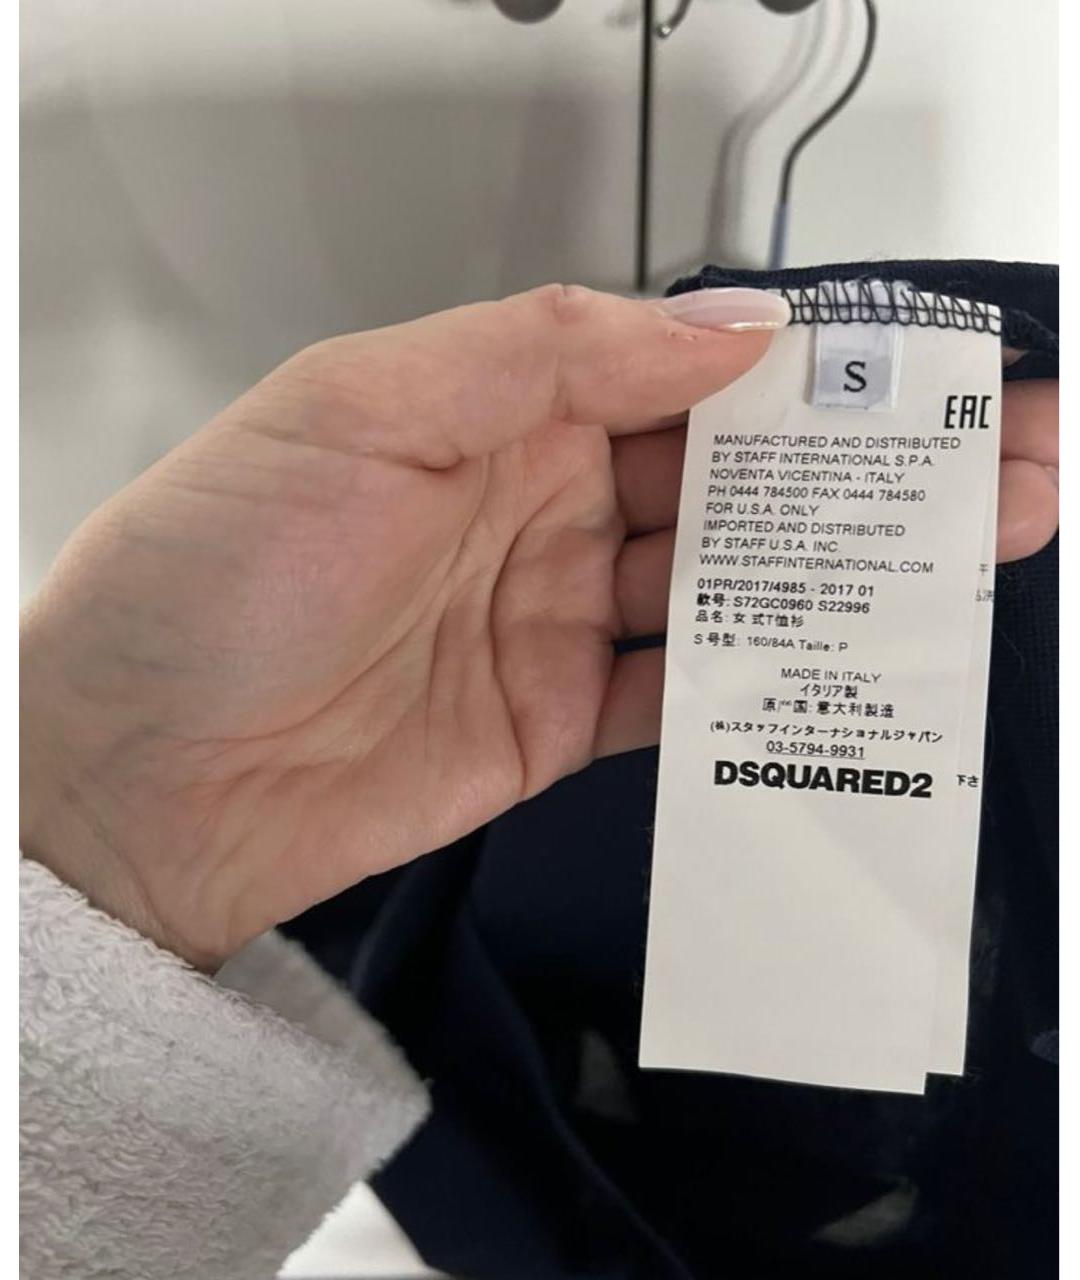 S
EAC
MANUFACTURED AND DISTRIBUTED
BY STAFF INTERNATIONAL S.P.A.
NOVENTA VICENTINA - ITALY
PH 0444 784500 FAX 0444 784580
FOR U.S.A. ONLY
IMPORTED AND DISTRIBUTED
BY STAFF U.S.A. INC.
WWW.STAFFINTERNATIONAL.COM
01PR/2017/4985 - 2017 01
款号: S72GC0960 S22996
品名: 女 式T恤衫
S 号型: 160/84A Taille: P
MADE IN ITALY
イタリア製
国: 意大利製造
(株)スタッフインターナショナルジャパン
03-5794-9931
DSQUARED2
下さ